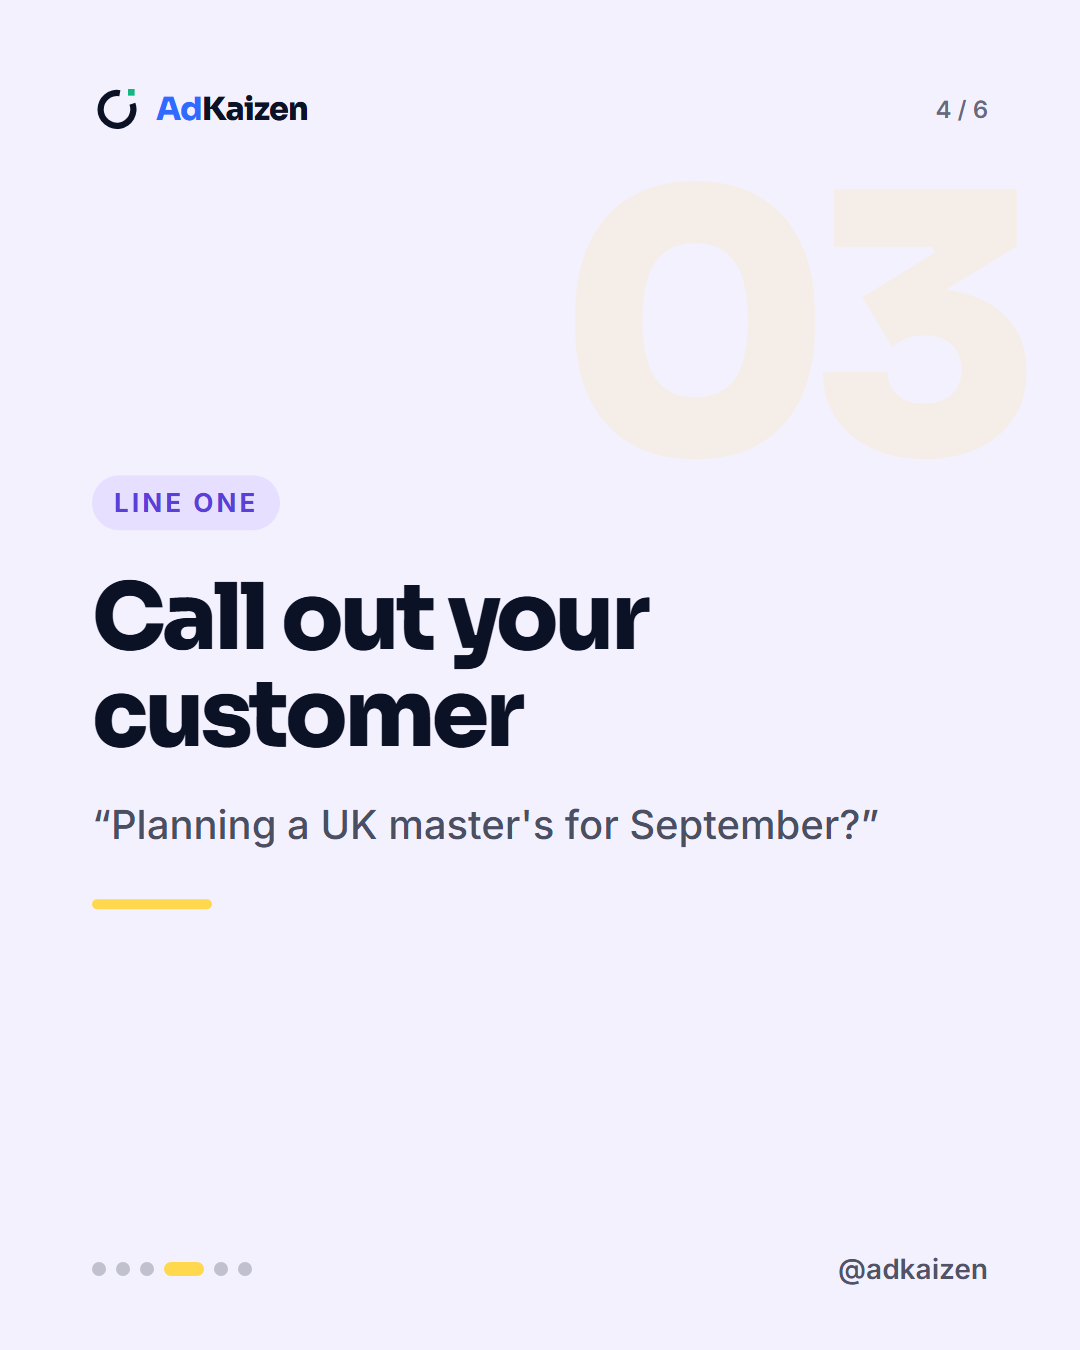 AdKaizen
4 / 6
03
LINE ONE
Call out your
customer
“Planning a UK master's for September?”
@adkaizen